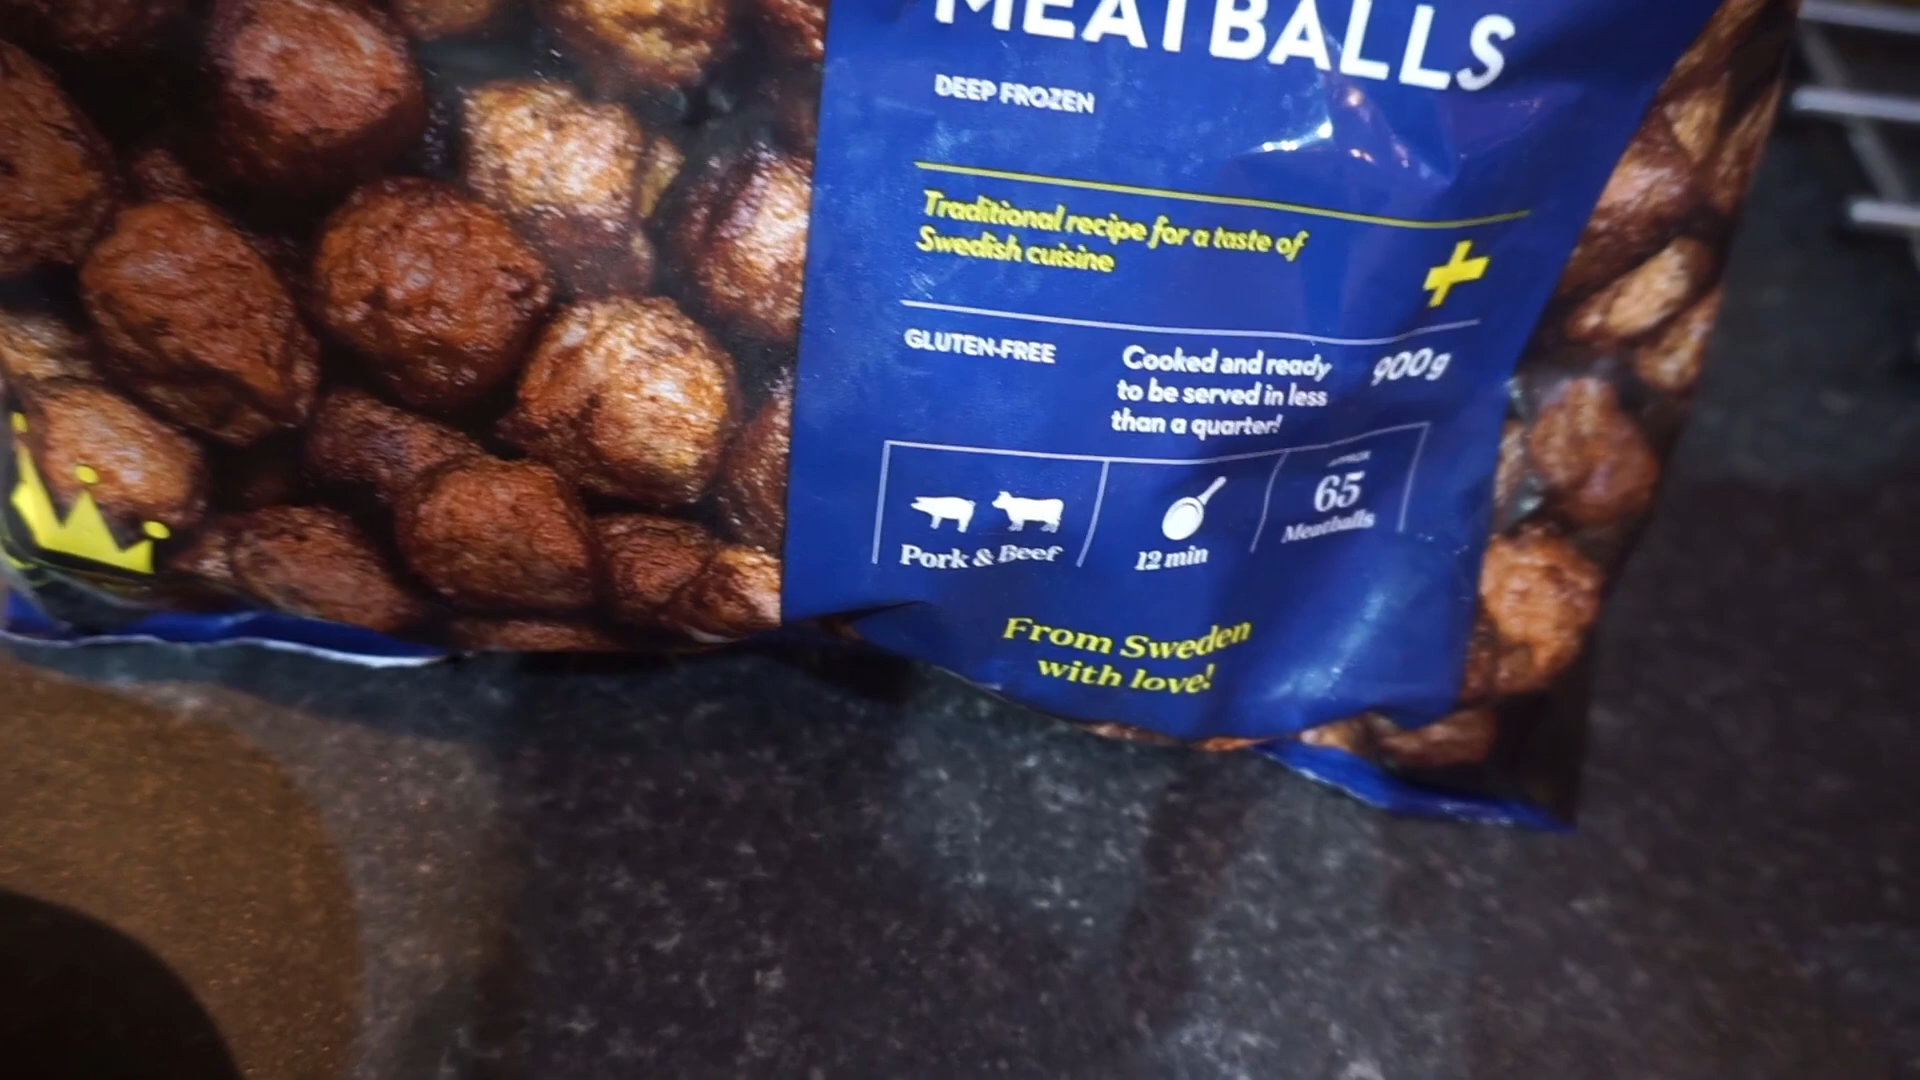 MEATBALLS
DEEP FROZEN
Traditional recipe for a taste of
Swedish cuisine
GLUTEN-FREE
Cooked and ready
to be served in less
than a quarter!
900g
Pork & Beef
12 min
65
Meatballs
From Sweden
with love!